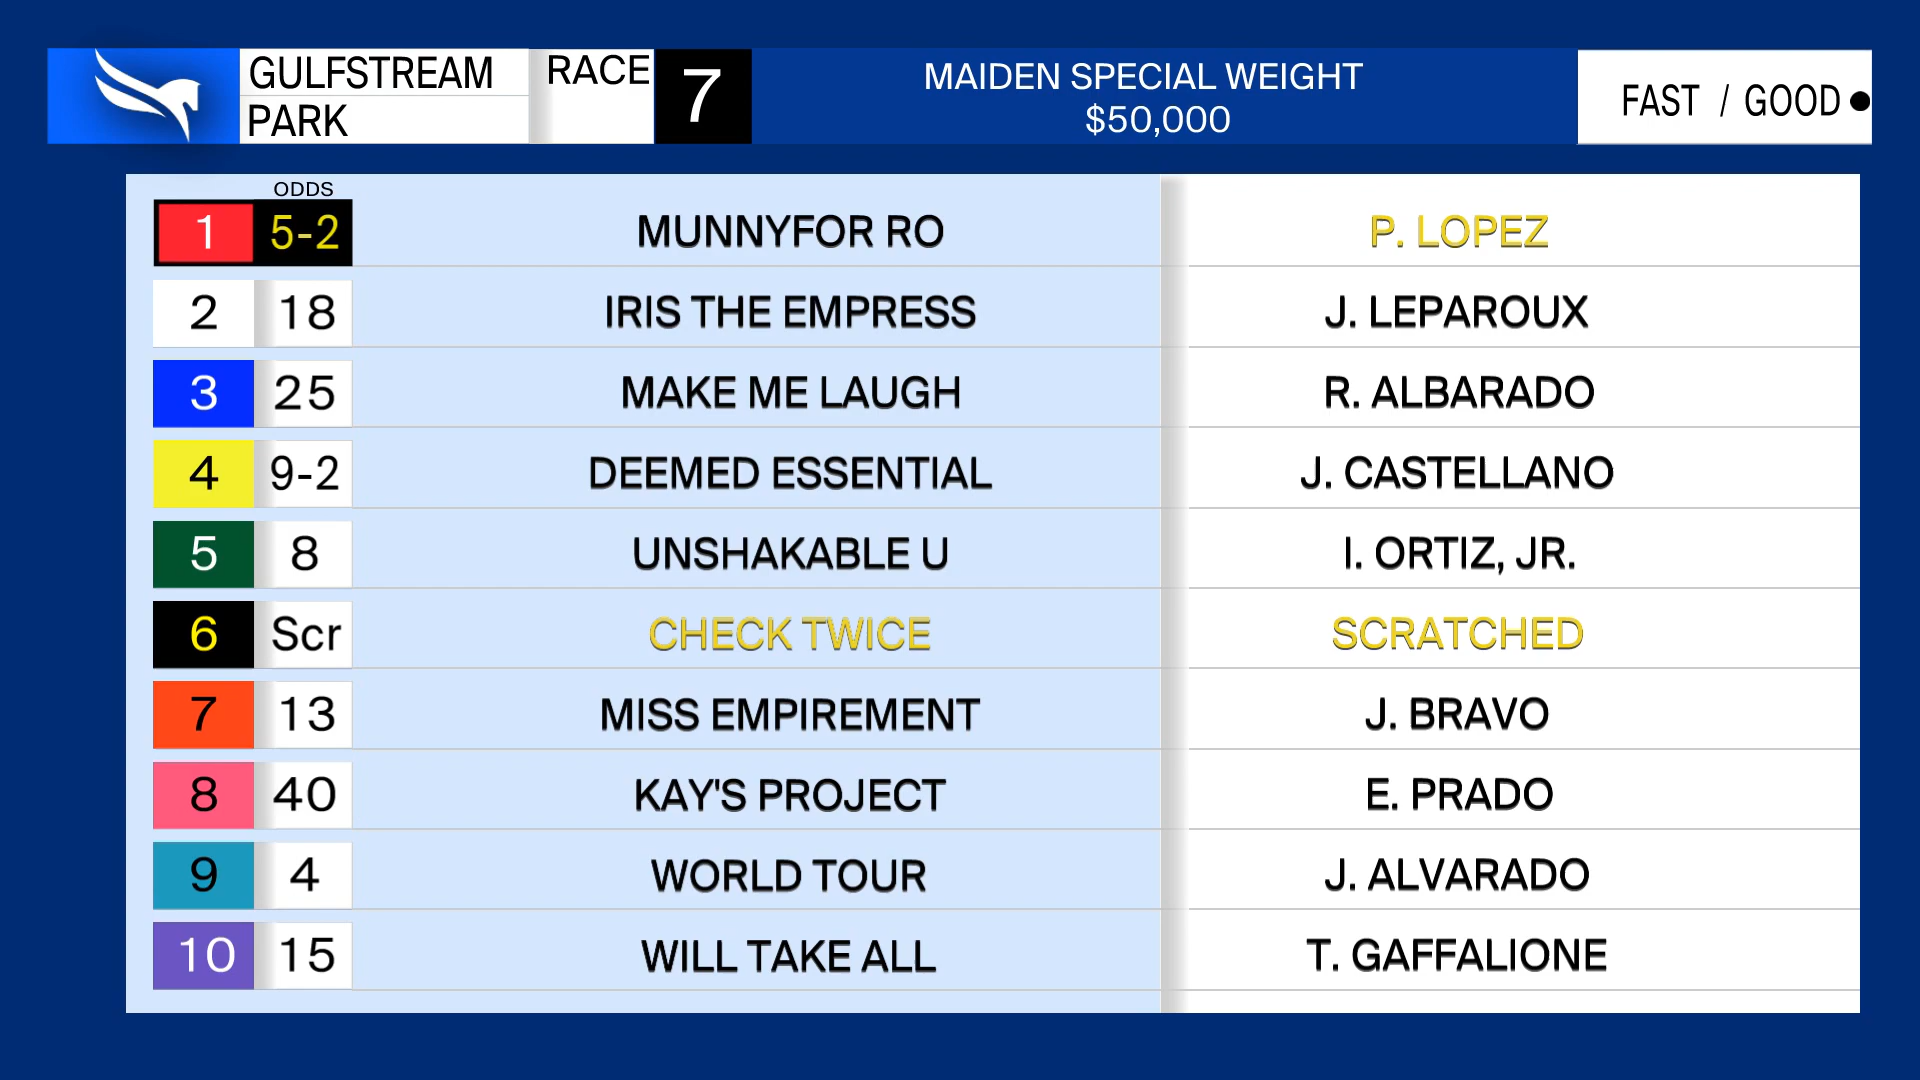 GULFSTREAM
PARK
RACE
7
MAIDEN SPECIAL WEIGHT
$50,000
FAST / GOOD ●
ODDS
1 5-2 MUNNYFOR RO P. LOPEZ
2 18 IRIS THE EMPRESS J. LEPAROUX
3 25 MAKE ME LAUGH R. ALBARADO
4 9-2 DEEMED ESSENTIAL J. CASTELLANO
5 8 UNSHAKABLE U I. ORTIZ, JR.
6 Scr CHECK TWICE SCRATCHED
7 13 MISS EMPIREMENT J. BRAVO
8 40 KAY'S PROJECT E. PRADO
9 4 WORLD TOUR J. ALVARADO
10 15 WILL TAKE ALL T. GAFFALIONE